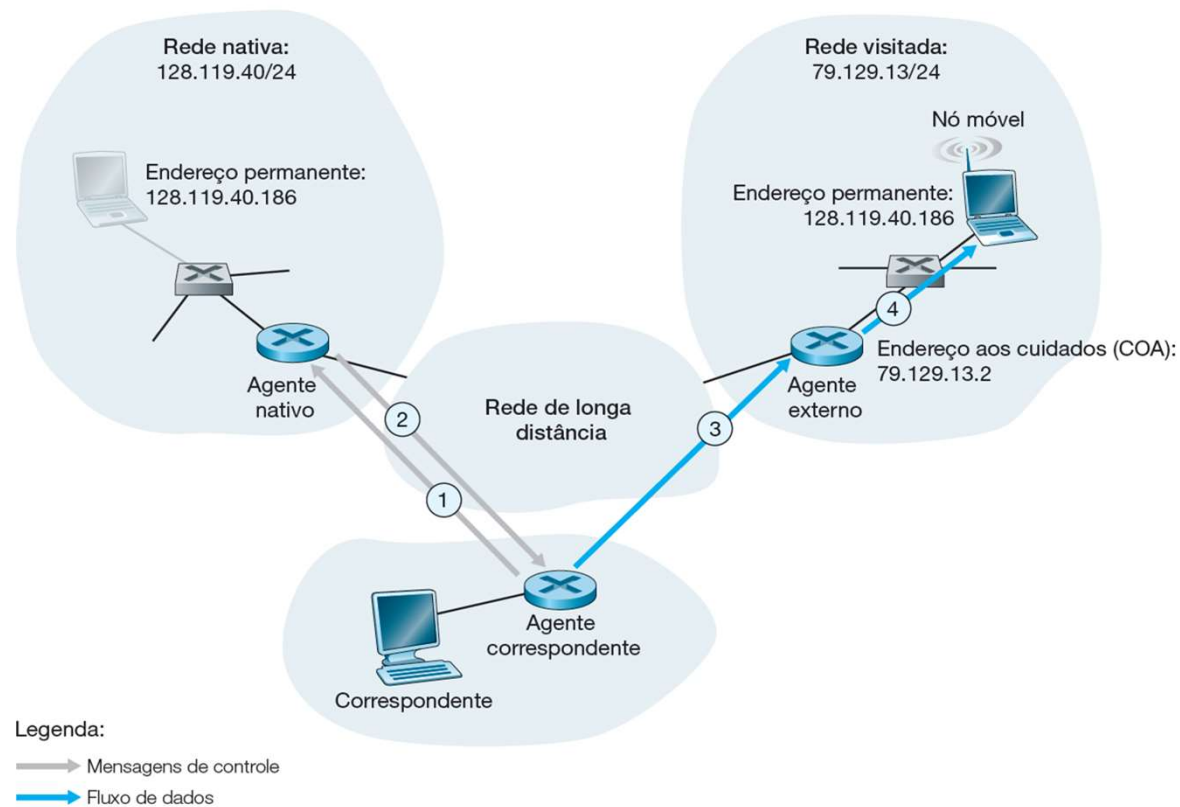 Rede nativa:
128.119.40/24
Rede visitada:
79.129.13/24
Nó móvel
Endereço permanente:
128.119.40.186
Endereço permanente:
128.119.40.186
4
Endereço aos cuidados (COA):
79.129.13.2
Agente
nativo
Agente
externo
Rede de longa
distância
2
3
1
Agente
correspondente
Correspondente
Legenda:
Mensagens de controle
Fluxo de dados